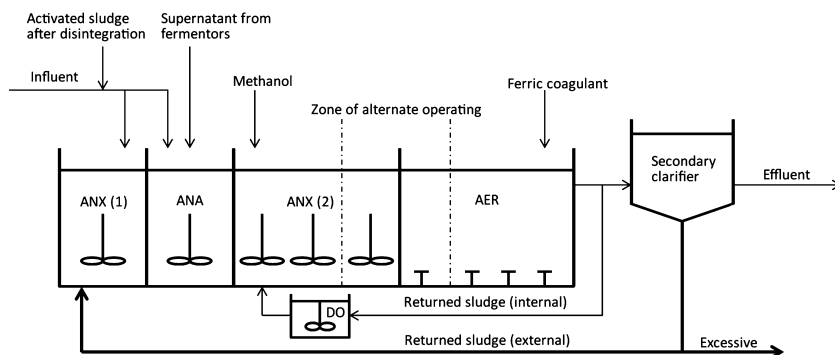 Activated sludge
after disintegration
Supernatant from
fermentors
Influent
Methanol
Ferric coagulant
Zone of alternate operating
Secondary
clarifier
ANX (1)
ANA
ANX (2)
AER
Effluent
DO
Returned sludge (internal)
Returned sludge (external)
Excessive